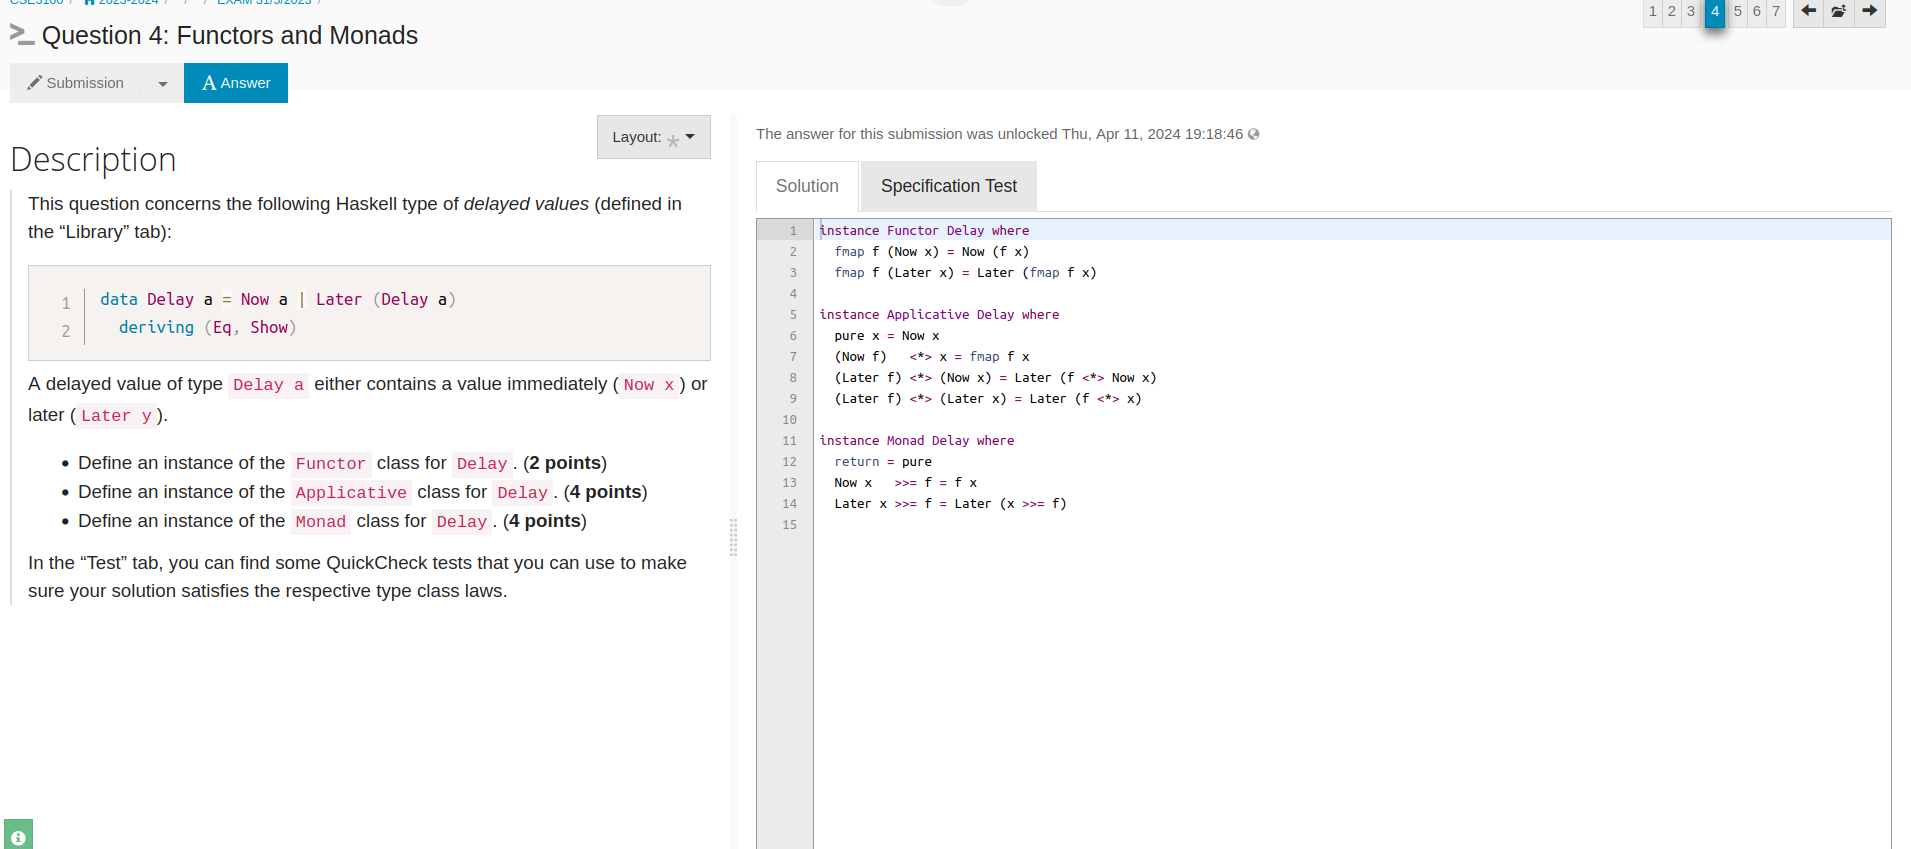 CSE3100 / 2023-2024 / / / EXAM 31/5/2023 /
Question 4: Functors and Monads
1 2 3 4 5 6 7
Submission
A Answer
Layout: *
Description
This question concerns the following Haskell type of delayed values (defined in
the “Library” tab):
1 data Delay a = Now a | Later (Delay a)
2 deriving (Eq, Show)
A delayed value of type Delay a either contains a value immediately ( Now x ) or
later ( Later y ).
• Define an instance of the Functor class for Delay . (2 points)
• Define an instance of the Applicative class for Delay . (4 points)
• Define an instance of the Monad class for Delay . (4 points)
In the “Test” tab, you can find some QuickCheck tests that you can use to make
sure your solution satisfies the respective type class laws.
The answer for this submission was unlocked Thu, Apr 11, 2024 19:18:46
Solution
Specification Test
1 instance Functor Delay where
2 fmap f (Now x) = Now (f x)
3 fmap f (Later x) = Later (fmap f x)
4
5 instance Applicative Delay where
6 pure x = Now x
7 (Now f) <*> x = fmap f x
8 (Later f) <*> (Now x) = Later (f <*> Now x)
9 (Later f) <*> (Later x) = Later (f <*> x)
10
11 instance Monad Delay where
12 return = pure
13 Now x >>= f = f x
14 Later x >>= f = Later (x >>= f)
15